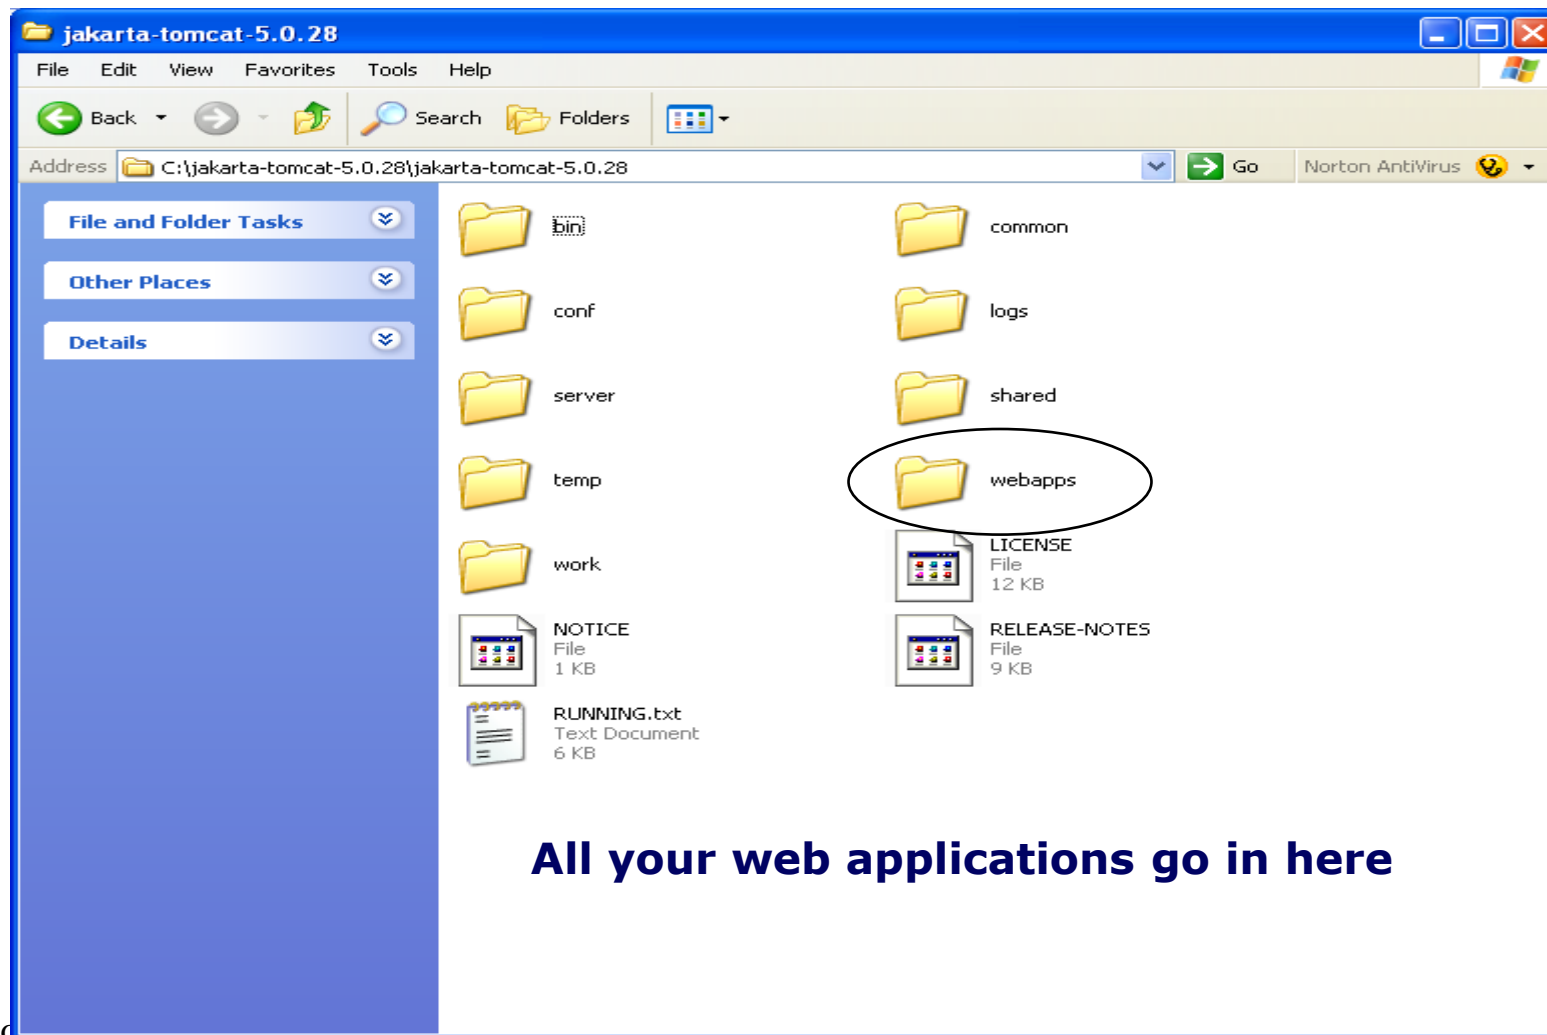 jakarta-tomcat-5.0.28
File Edit View Favorites Tools Help
Back Search Folders
Address C:\jakarta-tomcat-5.0.28\jakarta-tomcat-5.0.28 Go Norton AntiVirus
File and Folder Tasks
Other Places
Details
bin
common
conf
logs
server
shared
temp
webapps
work
LICENSE
File
12 KB
NOTICE
File
1 KB
RELEASE-NOTES
File
9 KB
RUNNING.txt
Text Document
6 KB
All your web applications go in here